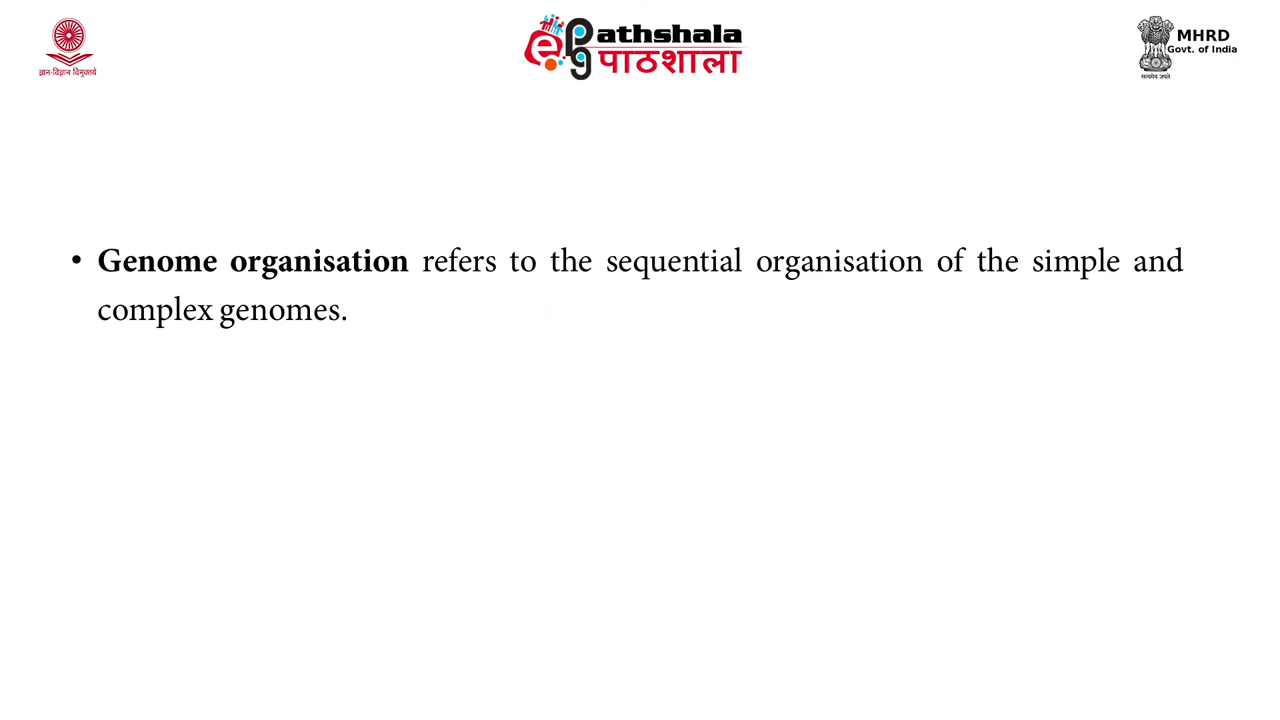 ज्ञान-विज्ञान विमुक्तये
ePGathshala
पाठशाला
MHRD
Govt. of India
सत्यमेव जयते
• Genome organisation refers to the sequential organisation of the simple and
complex genomes.